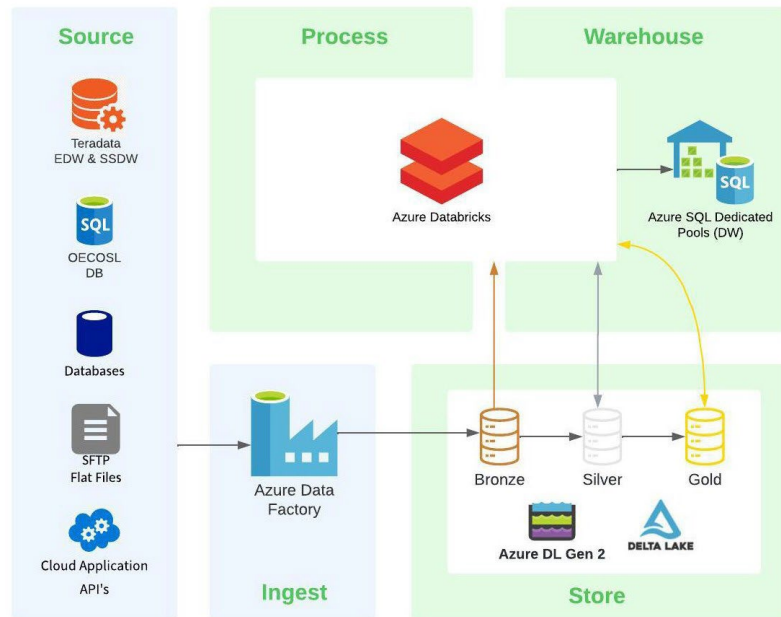 Source
Process
Warehouse
Teradata
EDW & SSDW
SQL
OECOSL
DB
Databases
SFTP
Flat Files
Cloud Application
API's
Azure Databricks
SQL
Azure SQL Dedicated
Pools (DW)
Azure Data
Factory
Ingest
Bronze
Silver
Gold
Azure DL Gen 2
DELTA LAKE
Store